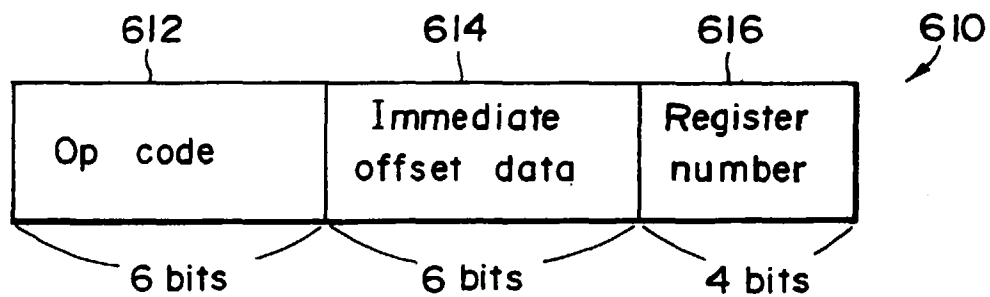 612 614 616 610
Op code
Immediate offset data
Register number
6 bits 6 bits 4 bits